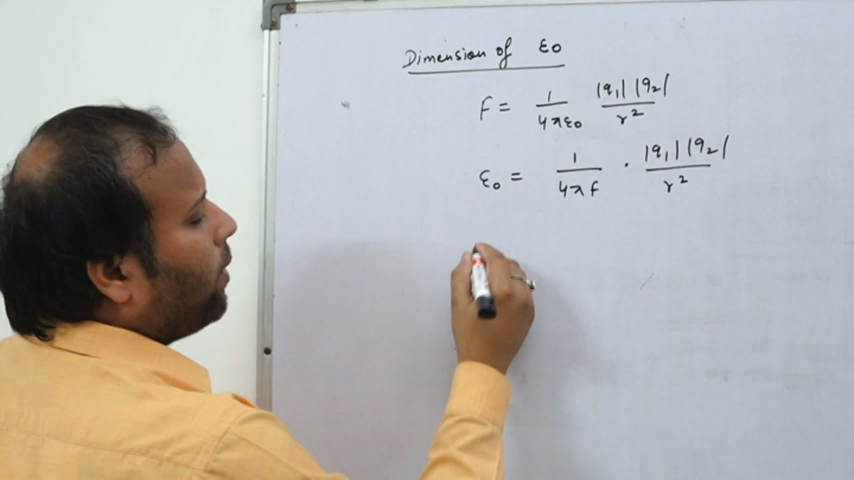 Dimension of ε0
F = 1/4πε0 |q1| |q2|/r²
ε0 = 1/4πF · |q1| |q2|/r²